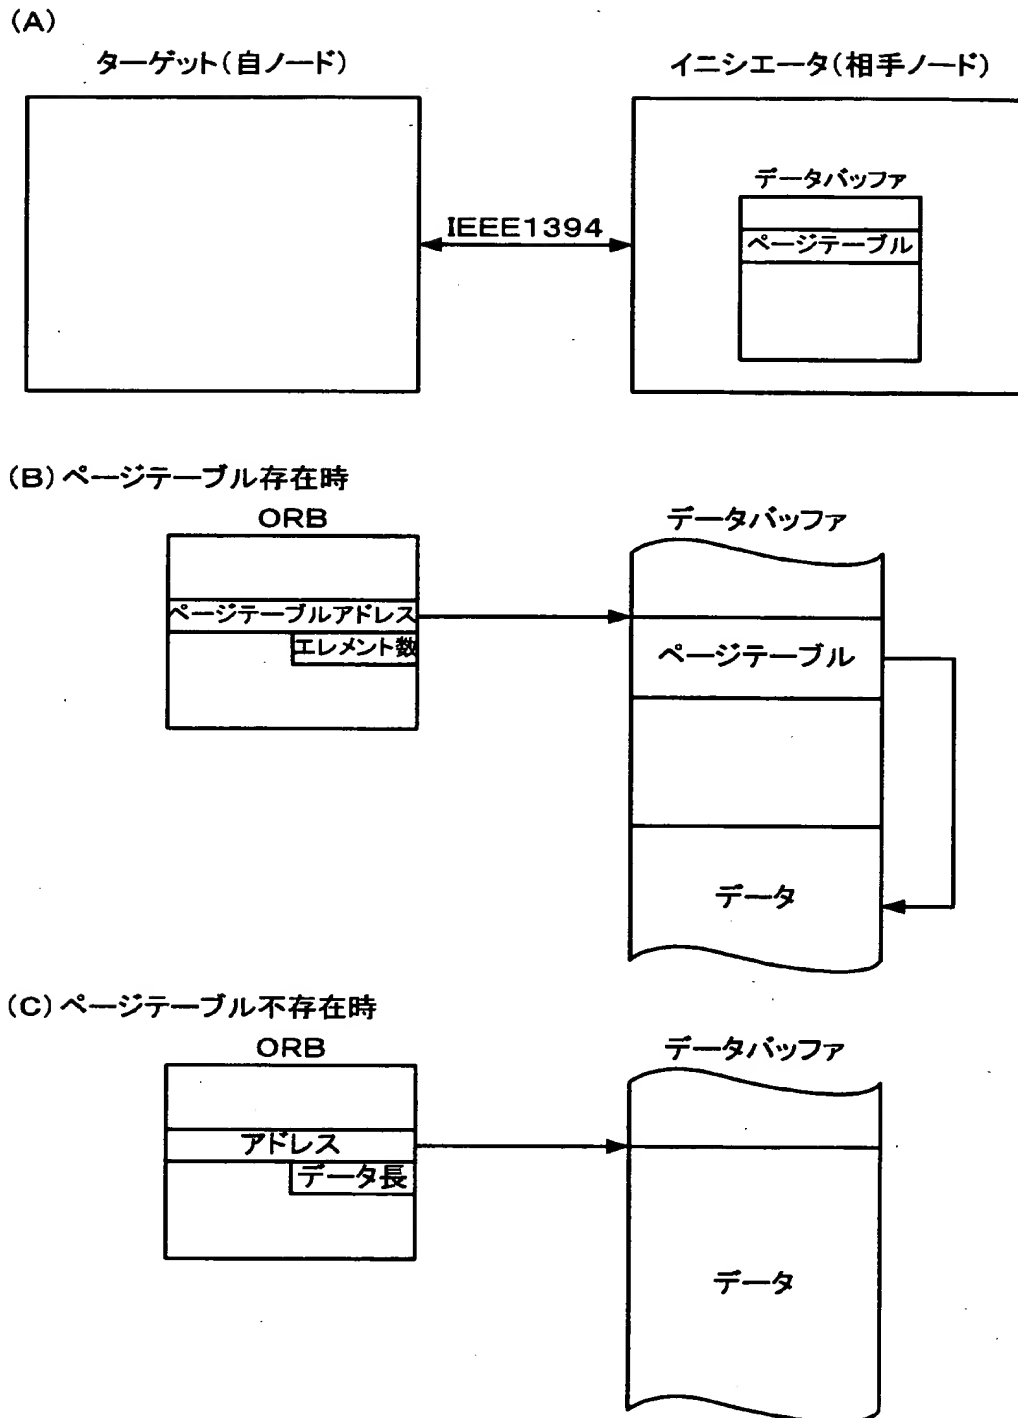 (A)
ターゲット(自ノード)
イニシエータ(相手ノード)
データバッファ
IEEE1394
ページテーブル
(B)ページテーブル存在時
ORB
データバッファ
ページテーブルアドレス
エレメント数
ページテーブル
データ
(C)ページテーブル不存在時
ORB
データバッファ
アドレス
データ長
データ